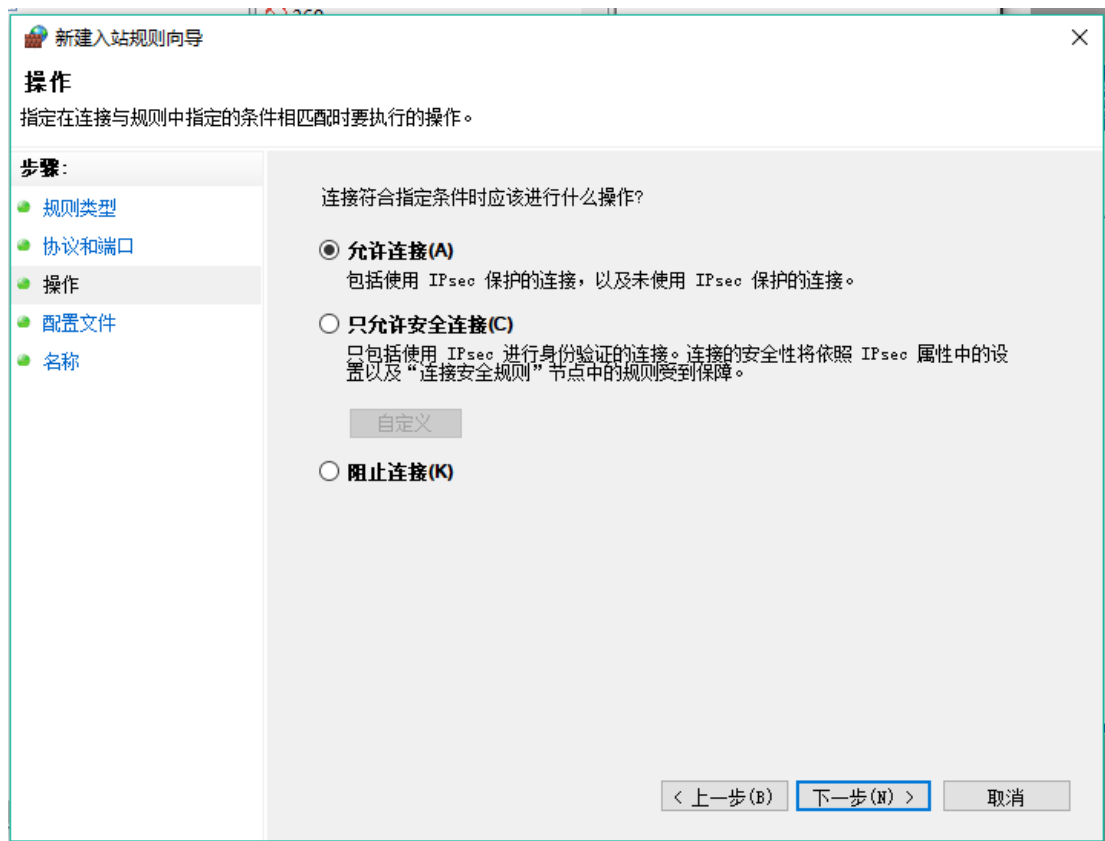 新建入站规则向导
操作
指定在连接与规则中指定的条件相匹配时要执行的操作。
步骤:
规则类型
协议和端口
操作
配置文件
名称
连接符合指定条件时应该进行什么操作?
允许连接(A)
包括使用 IPsec 保护的连接，以及未使用 IPsec 保护的连接。
只允许安全连接(C)
只包括使用 IPsec 进行身份验证的连接。连接的安全性将依照 IPsec 属性中的设
置以及“连接安全规则”节点中的规则受到保障。
自定义
阻止连接(K)
< 上一步(B)
下一步(N) >
取消